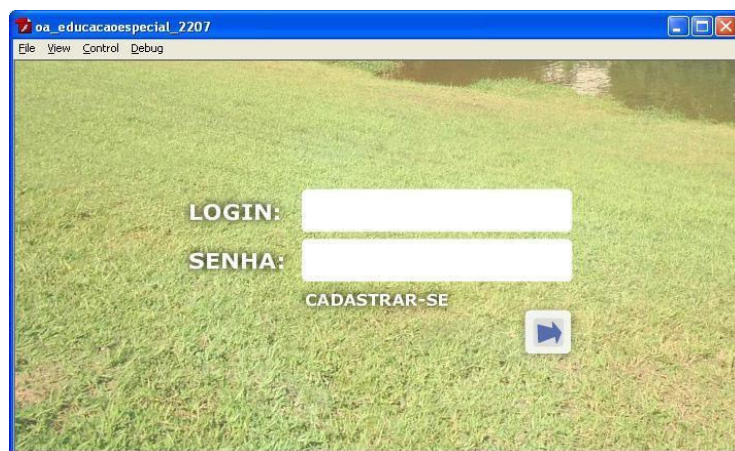 oa_educacaoespecial_2207
File View Control Debug
LOGIN:
SENHA:
CADASTRAR-SE